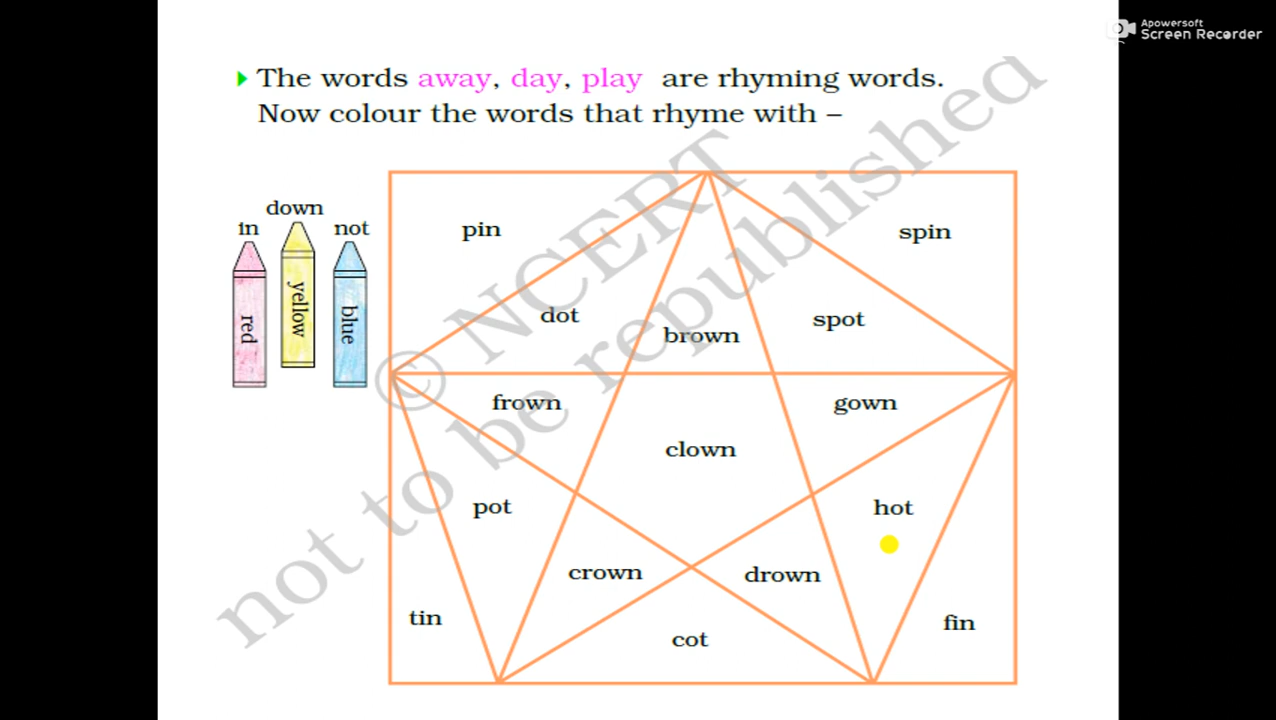 Apowersoft
Screen Recorder
The words away, day, play are rhyming words.
Now colour the words that rhyme with –
in
down
not
red
yellow
blue
pin
spin
dot
brown
spot
frown
gown
clown
pot
hot
crown
drown
tin
cot
fin
© NCERT
not to be republished